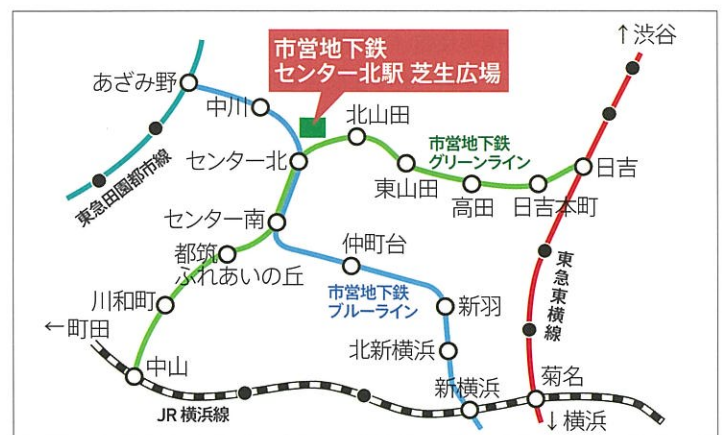 市営地下鉄
センター北駅 芝生広場
↑渋谷
あざみ野
中川
北山田
市営地下鉄
グリーンライン
センター北
東山田
高田
日吉本町
日吉
東急田園都市線
センター南
都筑
ふれあいの丘
仲町台
市営地下鉄
ブルーライン
新羽
東急東横線
川和町
←町田
北新横浜
中山
新横浜
菊名
JR 横浜線
↓横浜